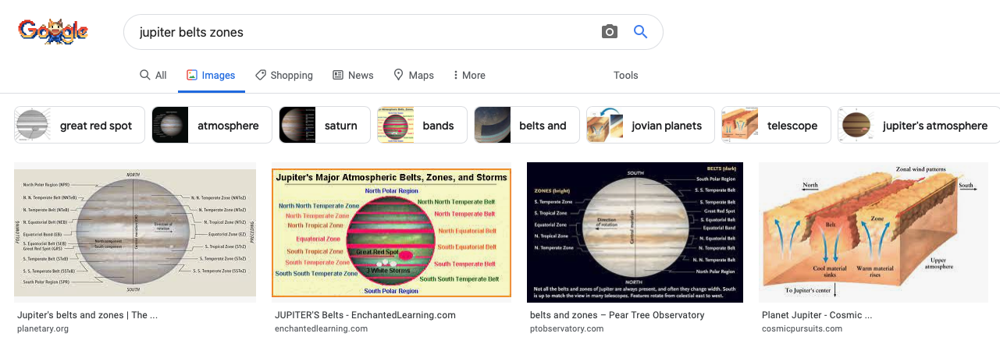 Google
jupiter belts zones
All
Images
Shopping
News
Maps
More
Tools
great red spot
atmosphere
saturn
bands
belts and
jovian planets
telescope
jupiter's atmosphere
NORTH
North Polar Region (NPR)
N. N. Temperate Belt (NNTeB)
N. Temperate Belt (NTeB)
N. Equatorial Belt (NEB)
Equatorial Band (EB)
S. Equatorial Belt (SEB)
Great Red Spot (GRS)
S. Temperate Belt (STeB)
S. S. Temperate Belt (SSTeB)
South Polar Region (SPR)
FOLLOWING
Direction of rotation
North component
South component
N. N. Temperate Zone (NNTeZ)
N. Temperate Zone (NTeZ)
N. Tropical Zone (NTrZ)
Equatorial Zone (EZ)
S. Tropical Zone (STrZ)
S. Temperate Zone (STeZ)
S. S. Temperate Zone (SSTeZ)
PRECEDING
SOUTH
Jupiter's Major Atmospheric Belts, Zones, and Storms
North Polar Region
North North Temperate Zone
North Temperate Zone
North Tropical Zone
Equatorial Zone
South Tropical Zone
South Temperate Zone
South South Temperate Zone
North North Temperate Belt
North Temperate Belt
North Equatorial Belt
South Equatorial Belt
South Temperate Belt
South South Temperate Belt
Great Red Spot
3 White Storms
South Polar Region
SOUTH
BELTS (dark)
ZONES (bright)
S. Temperate Zone
S. Tropical Zone
Equatorial Zone
N. Tropical Zone
N. Temperate Zone
Direction
of rotation
Central meridian
South Polar Region
S. S. Temperate Belt
S. Temperate Belt
Great Red Spot
S. Equatorial Belt
Equatorial Band
N. Equatorial Belt
N. Temperate Belt
N. N. Temperate Belt
North Polar Region
NORTH
Not all the belts and zones of Jupiter are always present, and often they change width. South
is up to match the view in many telescopes. Features rotate from celestial east to west.
Zonal wind patterns
North
South
Belt
Zone
Cool material
sinks
Warm material
rises
Upper
atmosphere
To Jupiter's center
Jupiter's belts and zones | The ...
planetary.org
JUPITER'S Belts - EnchantedLearning.com
enchantedlearning.com
belts and zones – Pear Tree Observatory
ptobservatory.com
Planet Jupiter - Cosmic ...
cosmicpursuits.com